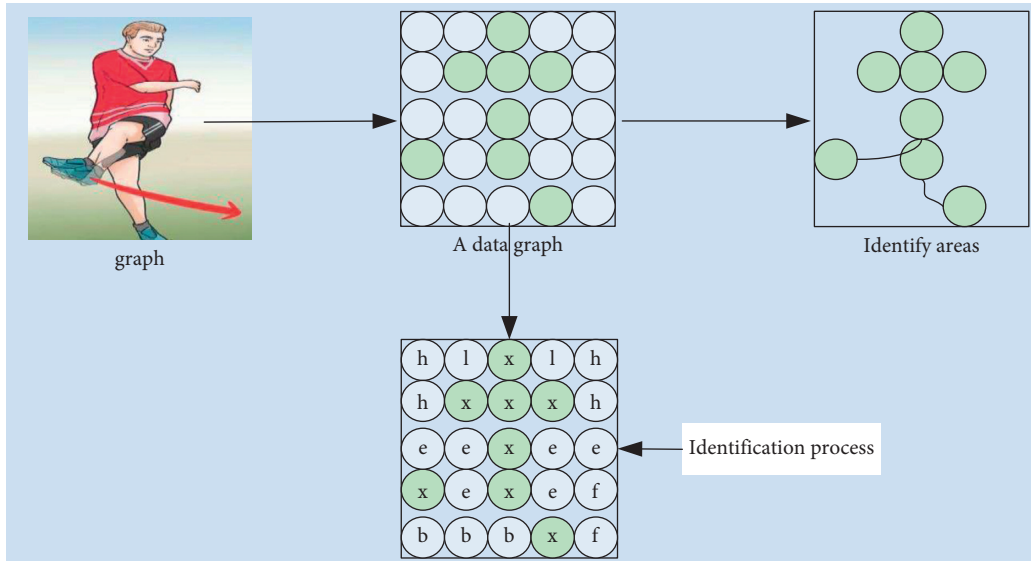 graph
A data graph
Identify areas
h l x l h
h x x x h
e e x e e
x e x e f
b b b x f
Identification process